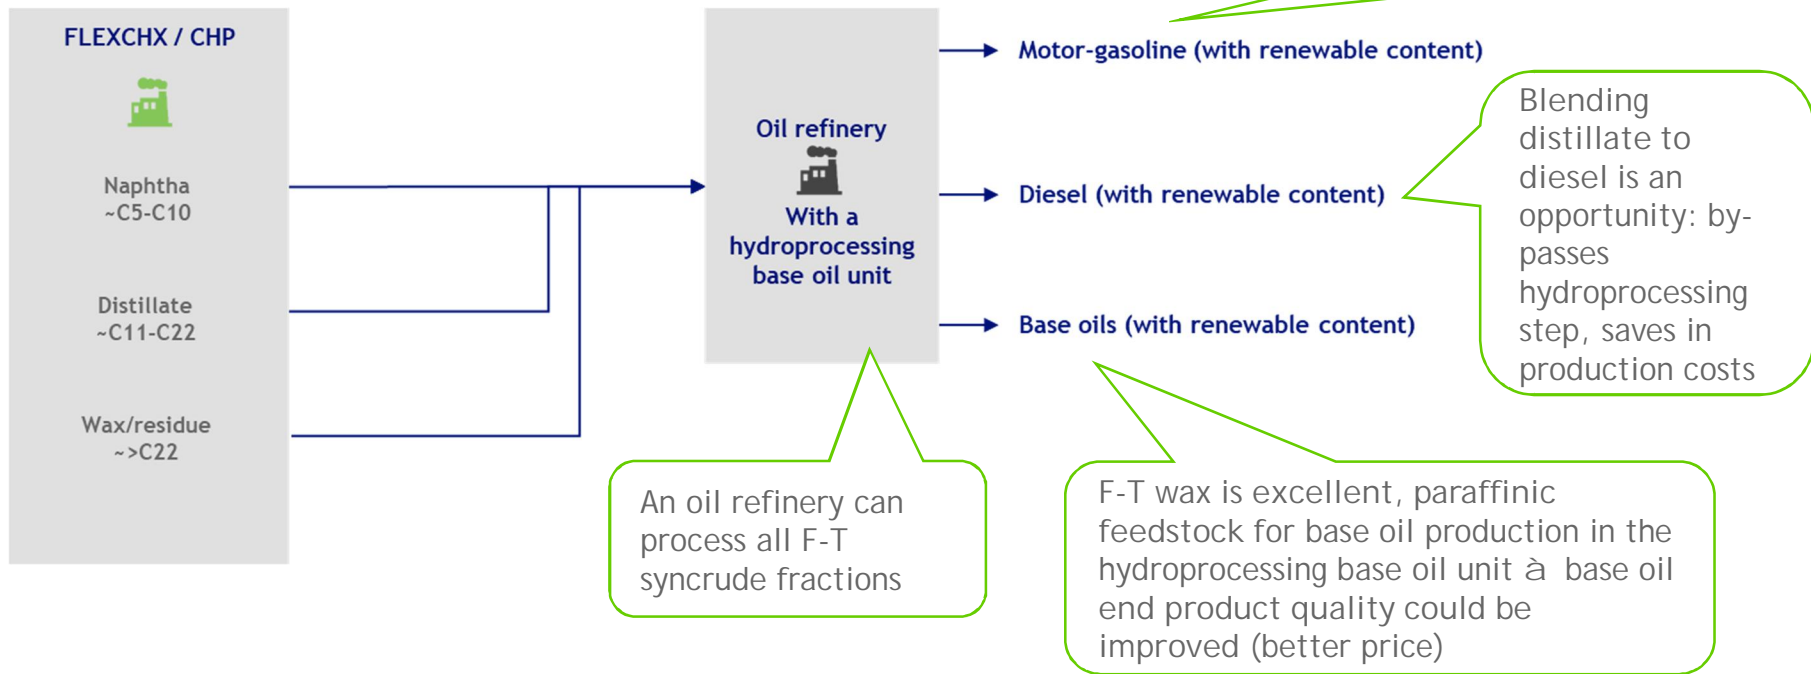 FLEXCHX / CHP
Naphtha
~C5-C10
Distillate
~C11-C22
Wax/residue
~>C22
Oil refinery
With a
hydroprocessing
base oil unit
Motor-gasoline (with renewable content)
Diesel (with renewable content)
Base oils (with renewable content)
Blending
distillate to
diesel is an
opportunity: by-
passes
hydroprocessing
step, saves in
production costs
An oil refinery can
process all F-T
syncrude fractions
F-T wax is excellent, paraffinic
feedstock for base oil production in the
hydroprocessing base oil unit à base oil
end product quality could be
improved (better price)